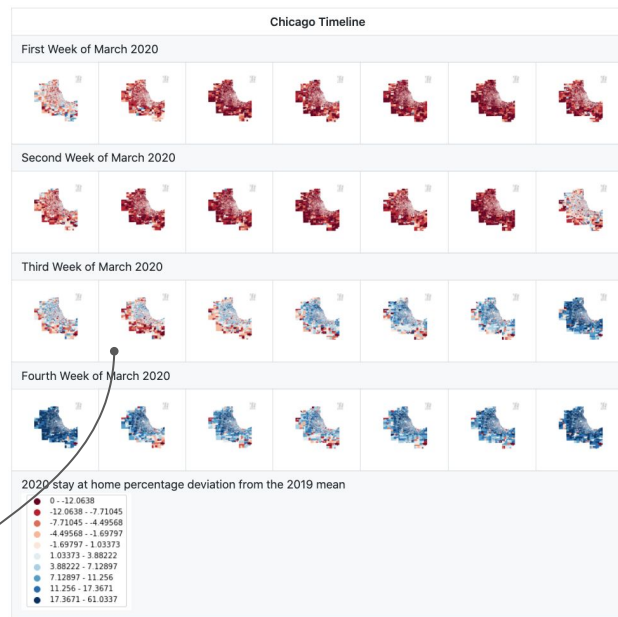 Chicago Timeline
First Week of March 2020
Second Week of March 2020
Third Week of March 2020
Fourth Week of March 2020
2020 stay at home percentage deviation from the 2019 mean
0 - -12.0638
-12.0638 - -7.71045
-7.71045 - -4.49568
-4.49568 - -1.69797
-1.69797 - 1.03373
1.03373 - 3.88222
3.88222 - 7.12897
7.12897 - 11.256
11.256 - 17.3671
17.3671 - 61.0337